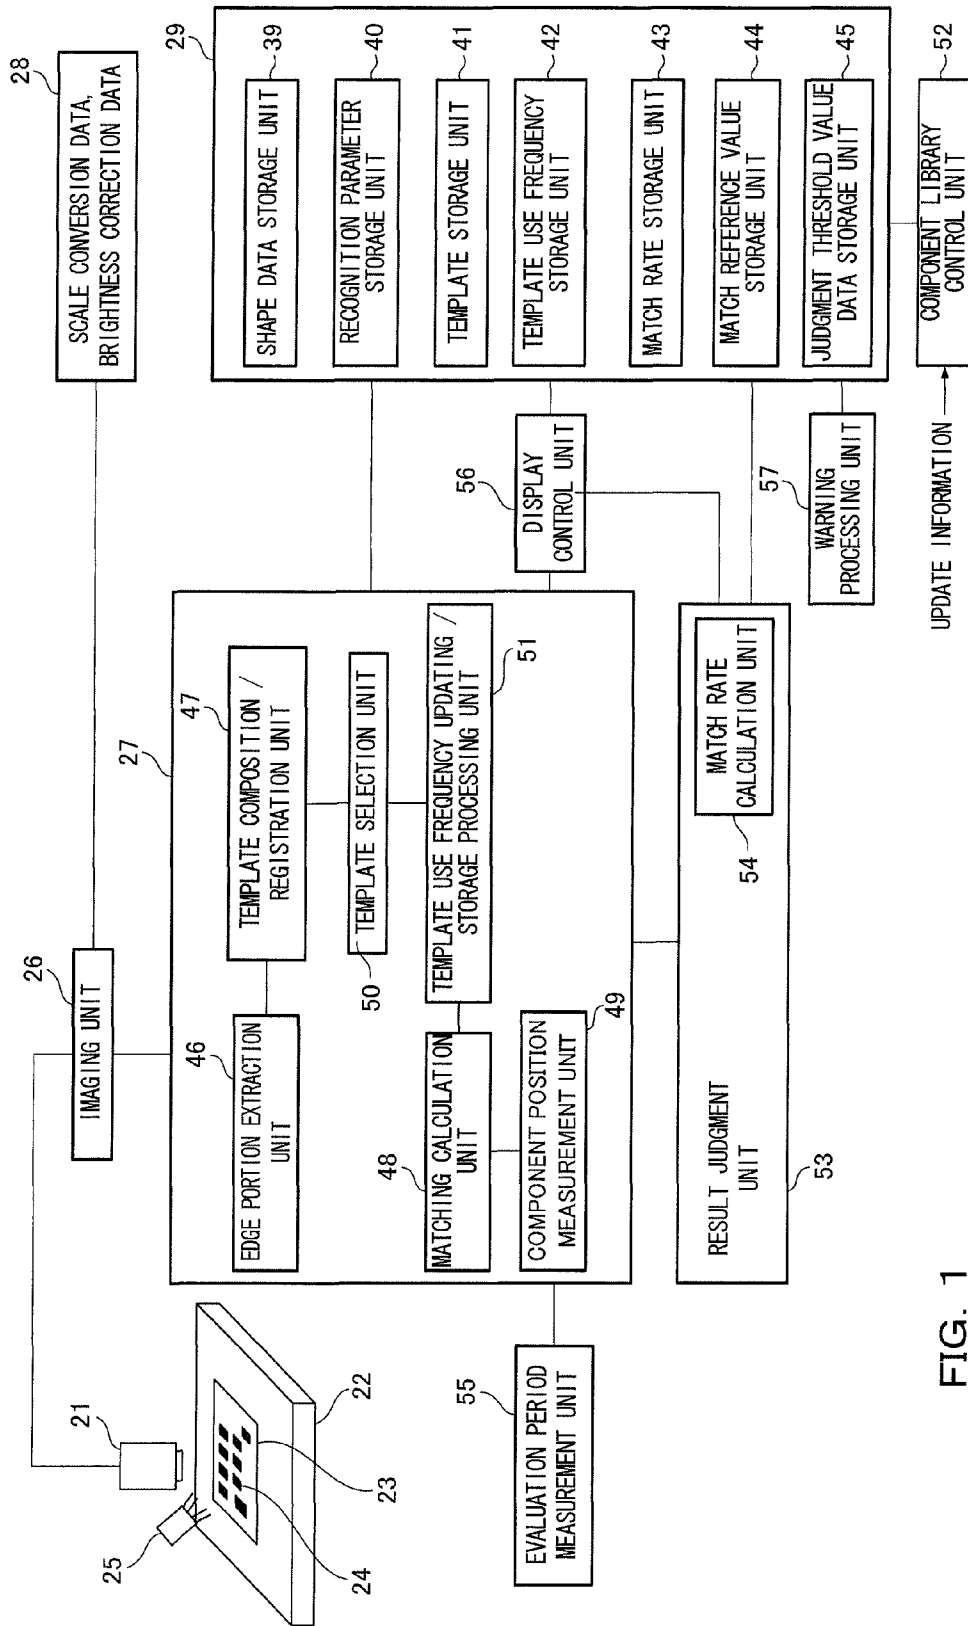 21
22
23
24
25
26
IMAGING UNIT
28
SCALE CONVERSION DATA,
BRIGHTNESS CORRECTION DATA
27
46
EDGE PORTION EXTRACTION
UNIT
47
TEMPLATE COMPOSITION /
REGISTRATION UNIT
50
TEMPLATE SELECTION UNIT
48
MATCHING CALCULATION
UNIT
TEMPLATE USE FREQUENCY UPDATING /
STORAGE PROCESSING UNIT
51
COMPONENT POSITION
MEASUREMENT UNIT
49
29
SHAPE DATA STORAGE UNIT
39
RECOGNITION PARAMETER
STORAGE UNIT
40
TEMPLATE STORAGE UNIT
41
TEMPLATE USE FREQUENCY
STORAGE UNIT
42
MATCH RATE STORAGE UNIT
43
MATCH REFERENCE VALUE
STORAGE UNIT
44
JUDGMENT THRESHOLD VALUE
DATA STORAGE UNIT
45
55
EVALUATION PERIOD
MEASUREMENT UNIT
56
DISPLAY
CONTROL UNIT
RESULT JUDGMENT
UNIT
53
54
MATCH RATE
CALCULATION UNIT
57
WARNING
PROCESSING UNIT
UPDATE INFORMATION
COMPONENT LIBRARY
CONTROL UNIT
52
FIG. 1